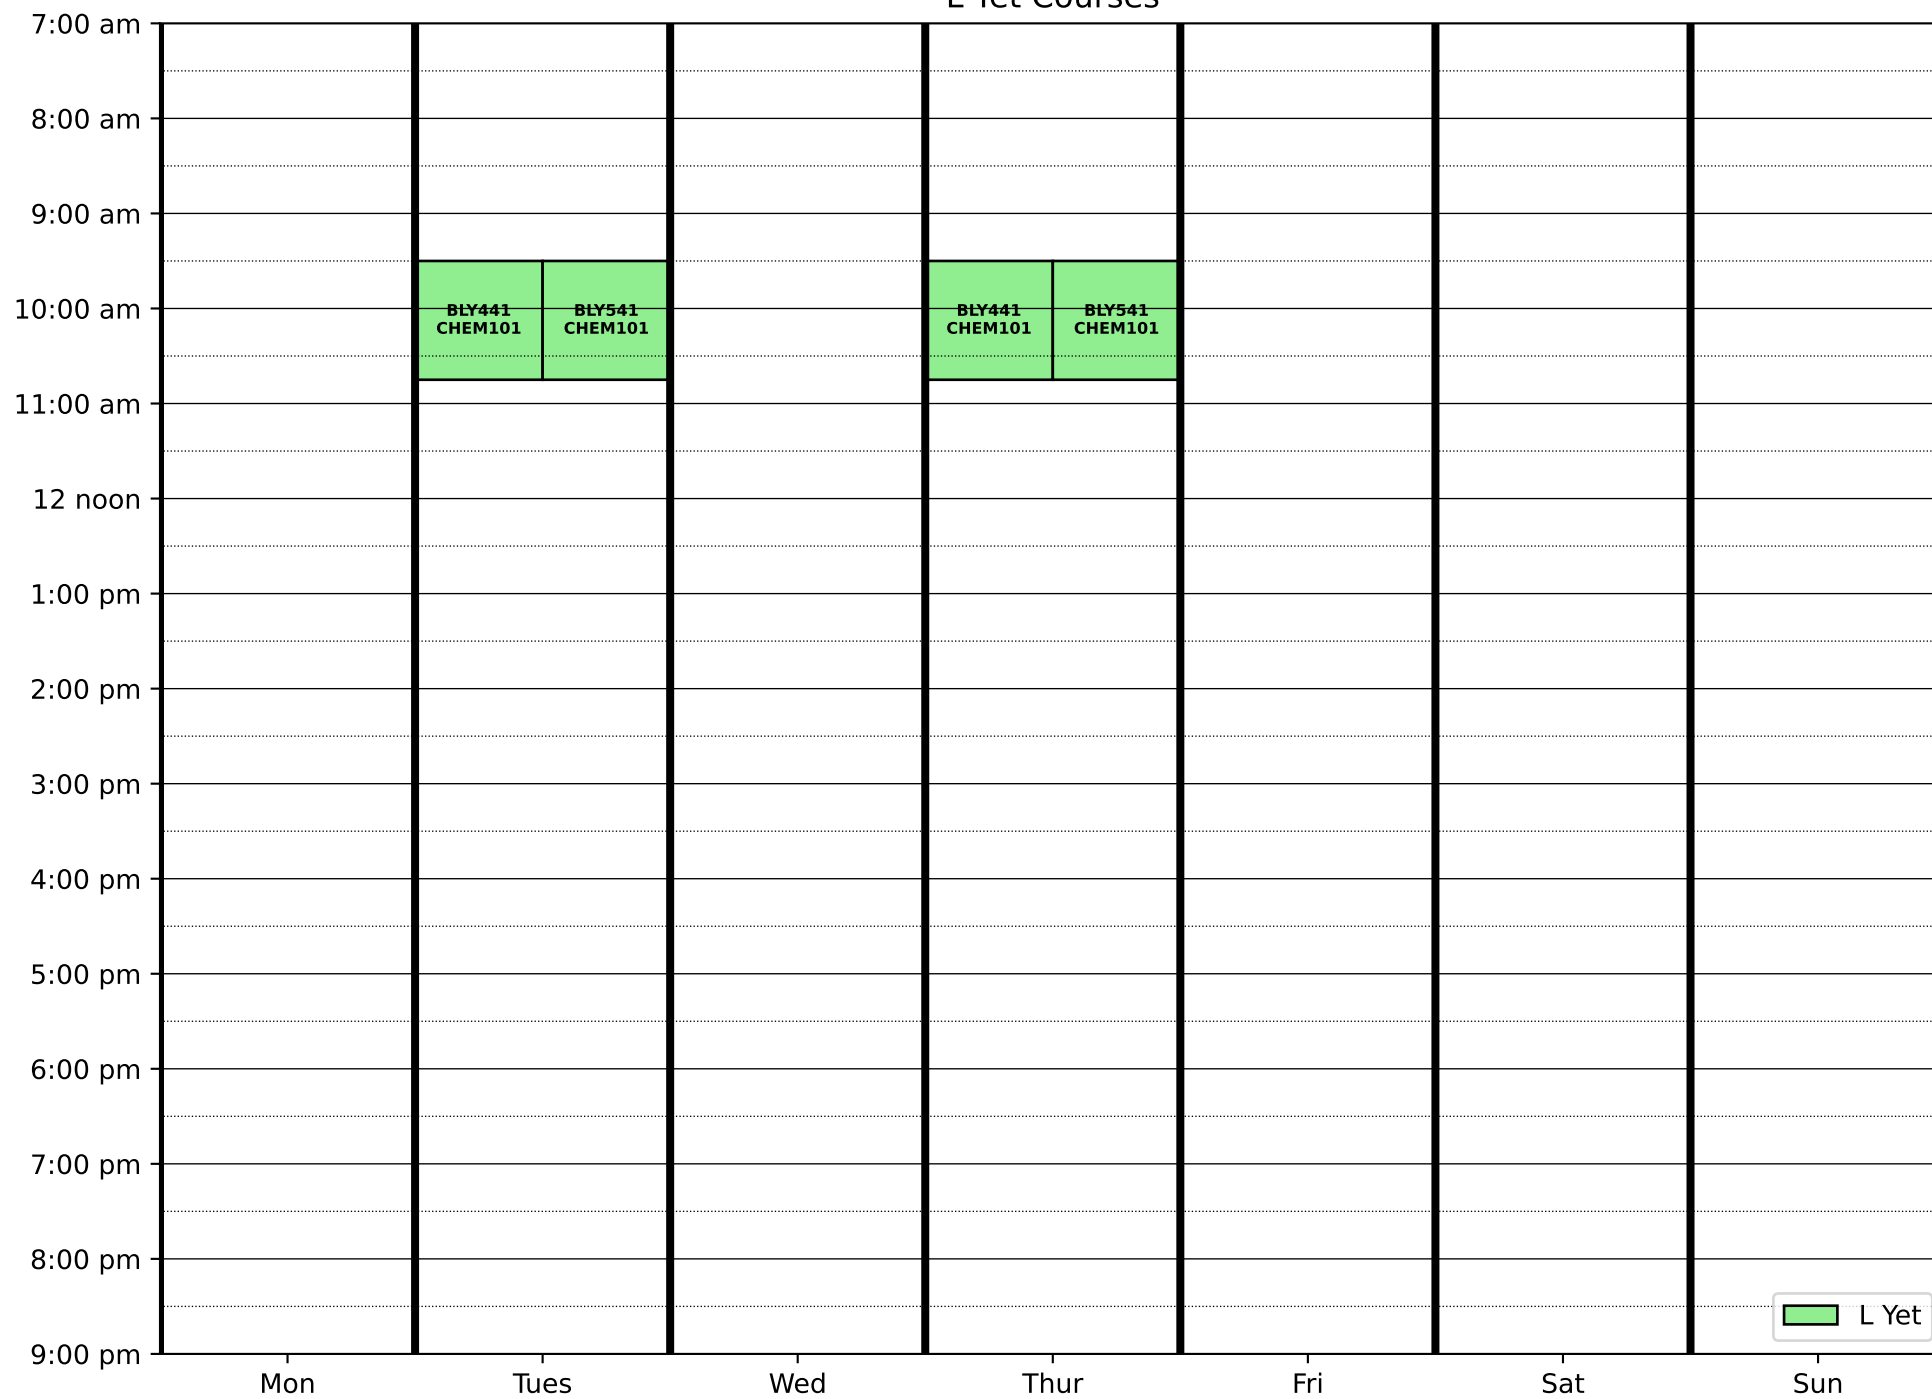 L Yet Courses
7:00 am
8:00 am
9:00 am
10:00 am
11:00 am
12 noon
1:00 pm
2:00 pm
3:00 pm
4:00 pm
5:00 pm
6:00 pm
7:00 pm
8:00 pm
9:00 pm
BLY441
CHEM101
BLY541
CHEM101
BLY441
CHEM101
BLY541
CHEM101
L Yet
Mon Tues Wed Thur Fri Sat Sun